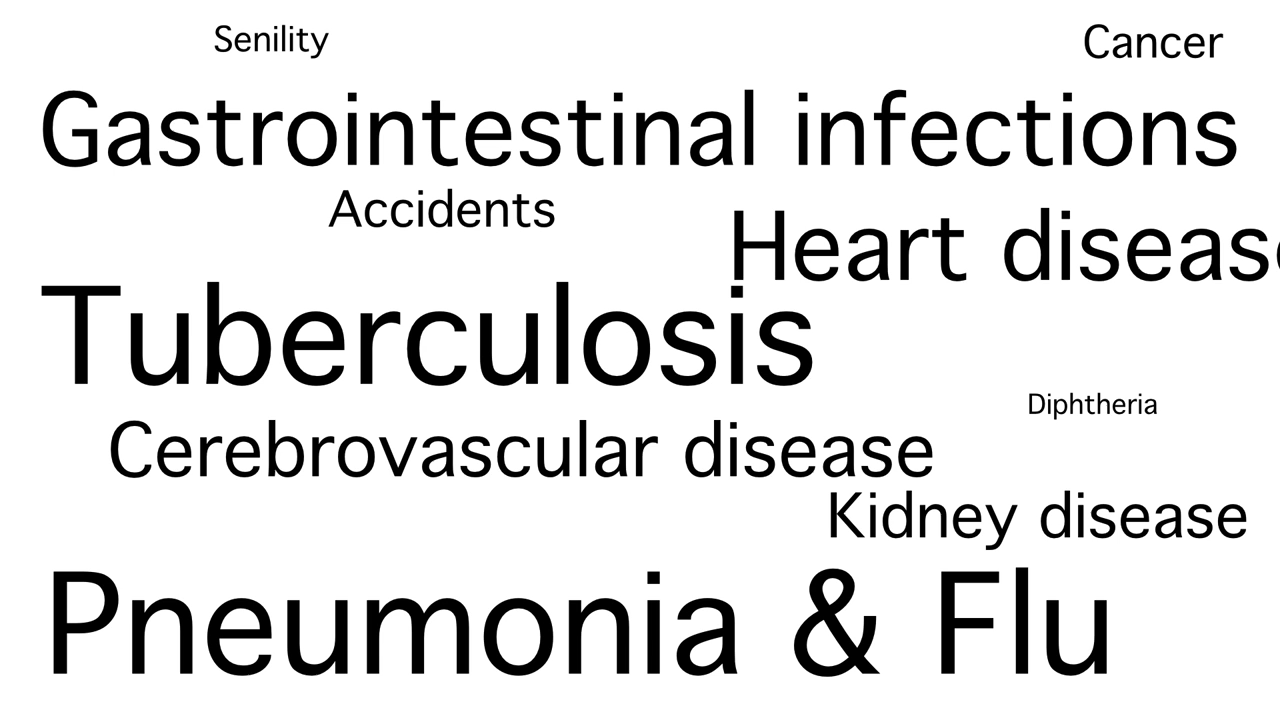 Senility
Cancer
Gastrointestinal infections
Accidents
Heart diseas
Tuberculosis
Diphtheria
Cerebrovascular disease
Kidney disease
Pneumonia & Flu